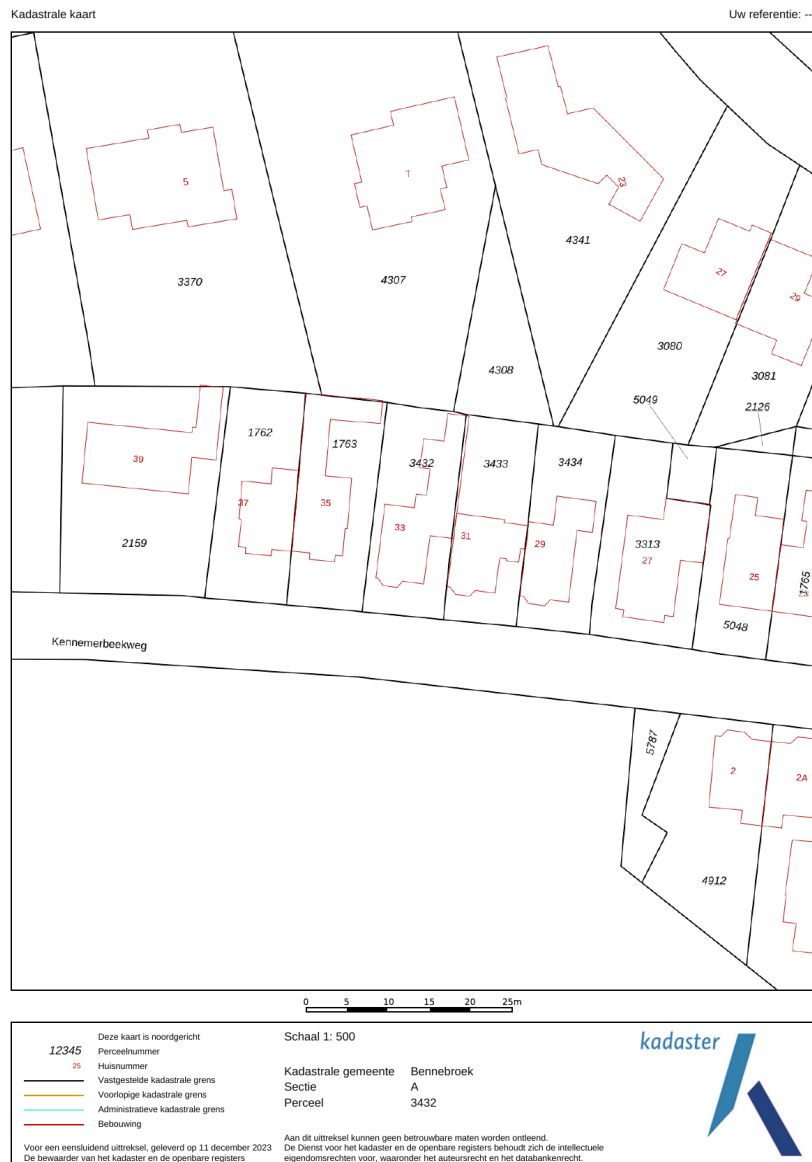 Kadastrale kaart
Uw referentie: --
5
7
23
4341
27
29
3370
4307
3080
4308
3081
5049
2126
1762
1763
3432
3433
3434
39
37
35
33
31
29
3313
27
2159
25
1765
5048
Kennemerbeekweg
5787
2
2A
4912
0 5 10 15 20 25m
Deze kaart is noordgericht
12345 Perceelnummer
25 Huisnummer
Vastgestelde kadastrale grens
Voorlopige kadastrale grens
Administratieve kadastrale grens
Bebouwing
Voor een eensluidend uittreksel, geleverd op 11 december 2023
De bewaarder van het kadaster en de openbare registers
Schaal 1: 500
Kadastrale gemeente Bennebroek
Sectie A
Perceel 3432
Aan dit uittreksel kunnen geen betrouwbare maten worden ontleend.
De Dienst voor het kadaster en de openbare registers behoudt zich de intellectuele
eigendomsrechten voor, waaronder het auteursrecht en het databankenrecht.
kadaster